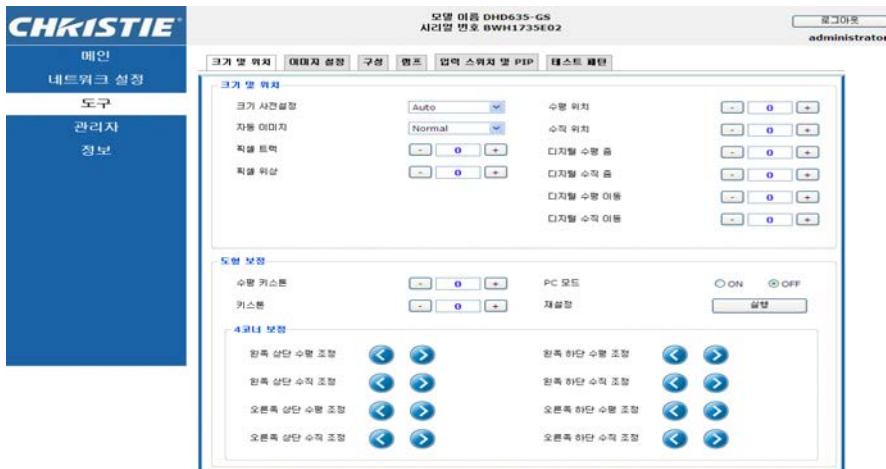 CHRISTIE
모델 이름 DHD635-GS
시리얼 번호 BWH1735E02
로그아웃
administrator
메인
네트워크 설정
도구
관리자
정보
크기 및 위치 이미지 설정 구성 램프 입력 스위치 및 PIP 테스트 패턴
크기 및 위치
크기 사전설정 Auto 수평 위치 - 0 +
자동 이미지 Normal 수직 위치 - 0 +
픽셀 트랙 - 0 + 디지털 수평 줌 - 0 +
픽셀 위상 - 0 + 디지털 수직 줌 - 0 +
디지털 수평 이동 - 0 +
디지털 수직 이동 - 0 +
도형 보정
수평 키스톤 - 0 + PC 모드 ON OFF
키스톤 - 0 + 재설정 실행
4코너 보정
왼쪽 상단 수평 조정 왼쪽 하단 수평 조정
왼쪽 상단 수직 조정 왼쪽 하단 수직 조정
오른쪽 상단 수평 조정 오른쪽 하단 수평 조정
오른쪽 상단 수직 조정 오른쪽 하단 수직 조정